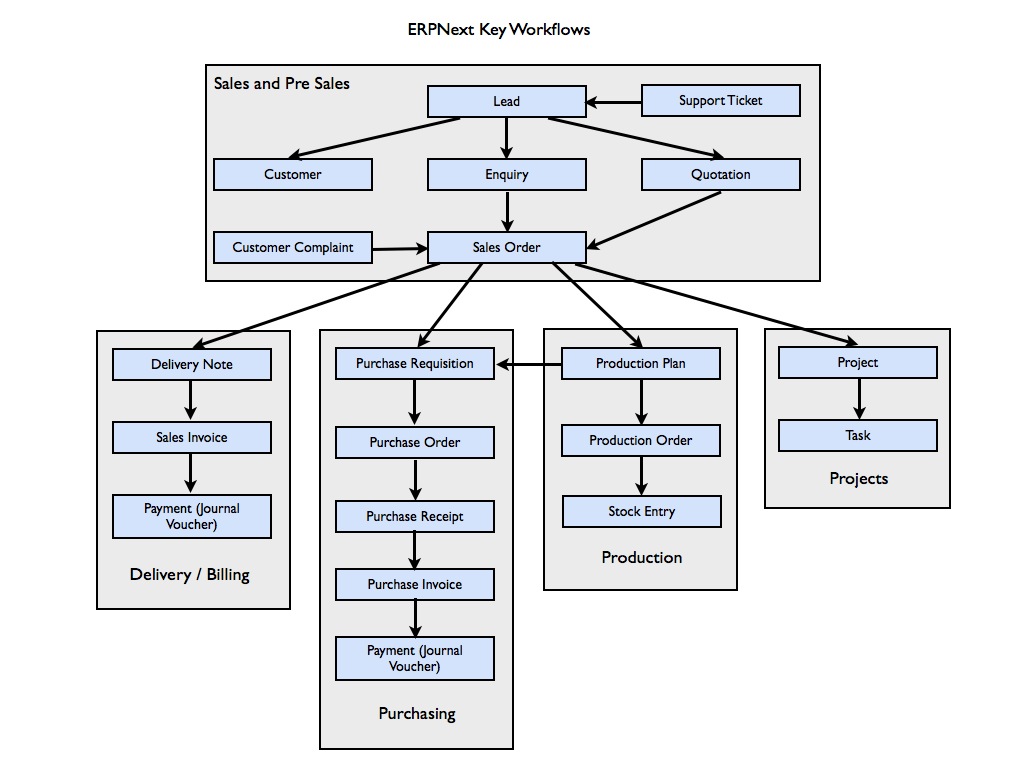 ERPNext Key Workflows
Sales and Pre Sales
Lead
Support Ticket
Customer
Enquiry
Quotation
Customer Complaint
Sales Order
Delivery Note
Sales Invoice
Payment (Journal
Voucher)
Delivery / Billing
Purchase Requisition
Purchase Order
Purchase Receipt
Purchase Invoice
Payment (Journal
Voucher)
Purchasing
Production Plan
Production Order
Stock Entry
Production
Project
Task
Projects